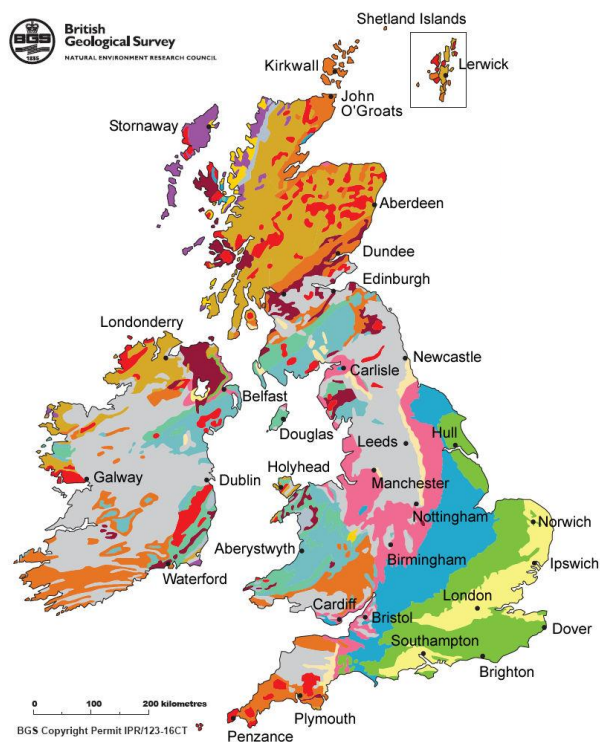 BGS
1835
British
Geological Survey
NATURAL ENVIRONMENT RESEARCH COUNCIL
Shetland Islands
Kirkwall
Lerwick
John
O'Groats
Stornaway
Aberdeen
Dundee
Edinburgh
Londonderry
Newcastle
Carlisle
Belfast
Douglas
Leeds
Hull
Holyhead
Galway
Dublin
Manchester
Nottingham
Norwich
Aberystwyth
Birmingham
Ipswich
Waterford
London
Cardiff
Bristol
Dover
Southampton
Brighton
0 100 200 kilometres
Plymouth
BGS Copyright Permit IPR/123-16CT
Penzance